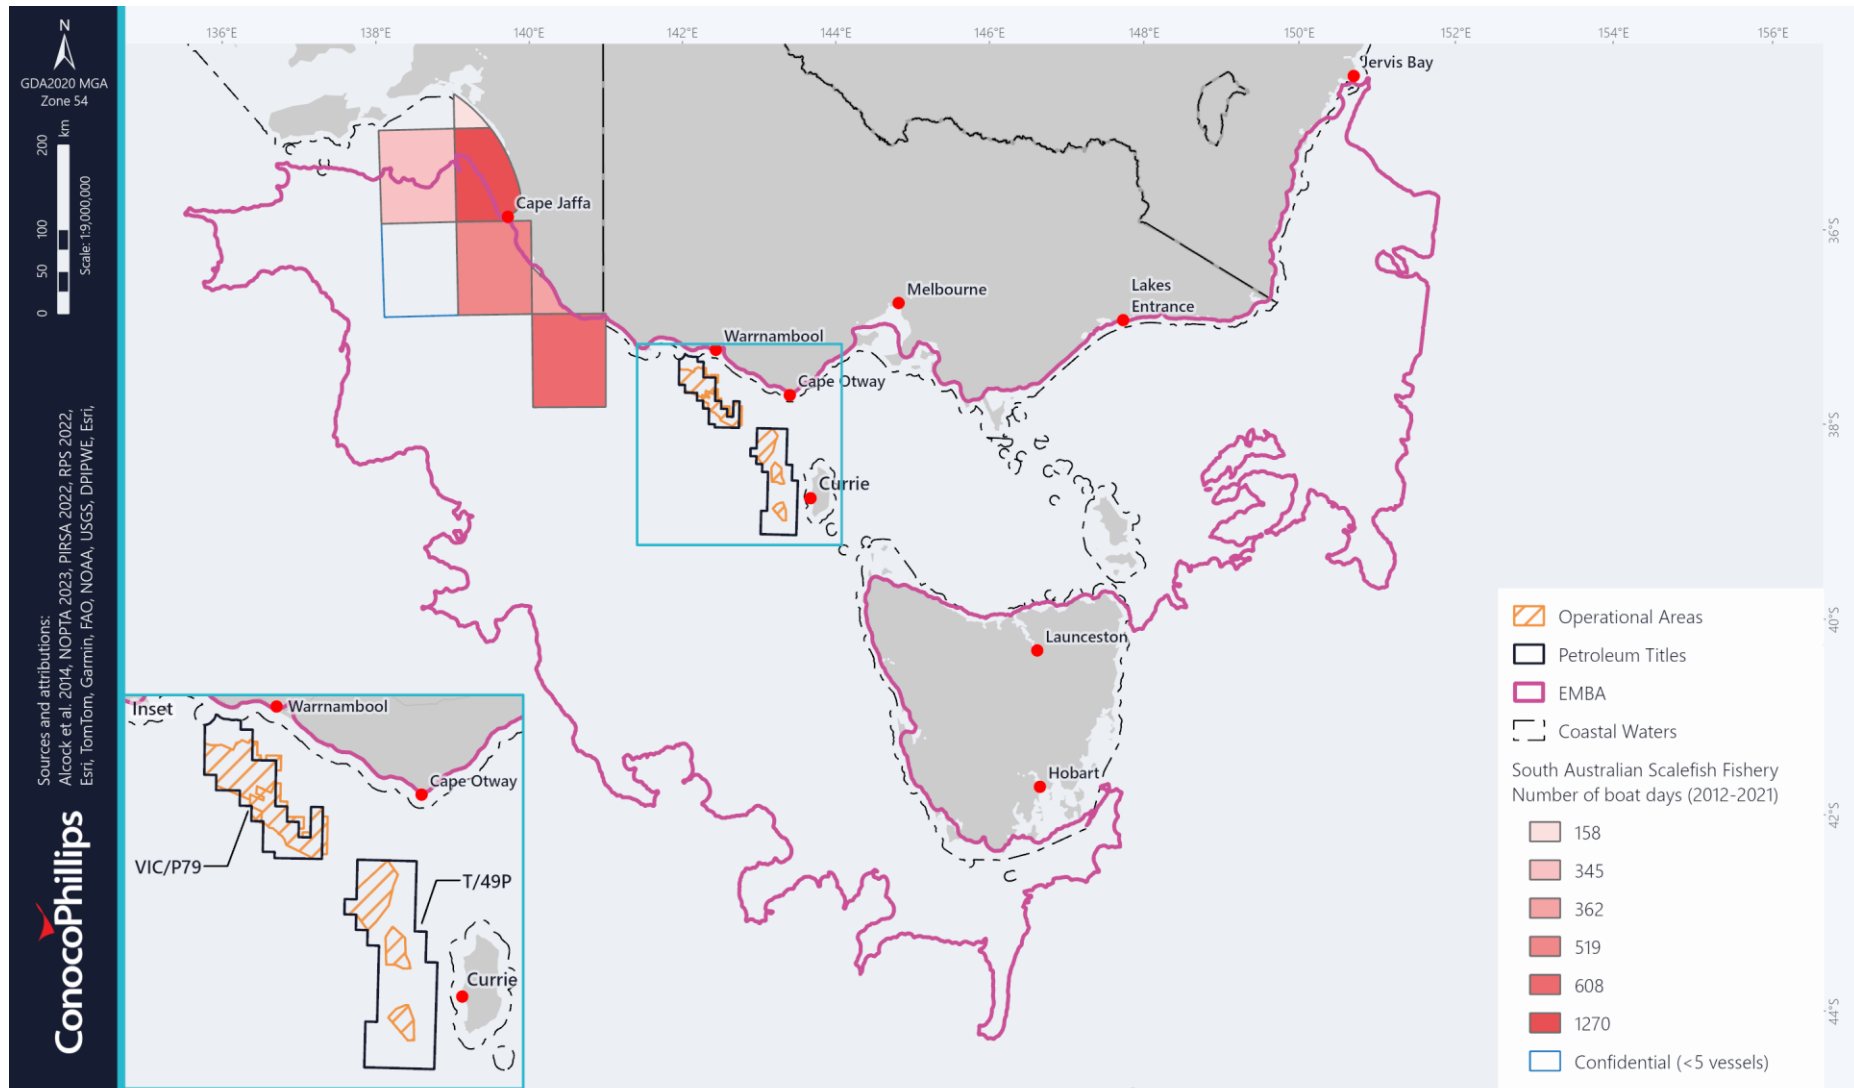 N
GDA2020 MGA
Zone 54
0 50 100 200
km
Scale: 1:9,000,000
Sources and attributions:
Alcock et al. 2014, NOPTA 2023, PIRSA 2022, RPS 2022,
Esri, TomTom, Garmin, FAO, NOAA, USGS, DPIPWE, Esri,
ConocoPhillips
136°E 138°E 140°E 142°E 144°E 146°E 148°E 150°E 152°E 154°E 156°E
36°S
38°S
40°S
42°S
44°S
Jervis Bay
Cape Jaffa
Melbourne
Lakes
Entrance
Warrnambool
Cape Otway
Currie
Launceston
Hobart
Inset
Warrnambool
Cape Otway
VIC/P79
T/49P
Currie
Operational Areas
Petroleum Titles
EMBA
Coastal Waters
South Australian Scalefish Fishery
Number of boat days (2012-2021)
158
345
362
519
608
1270
Confidential (<5 vessels)